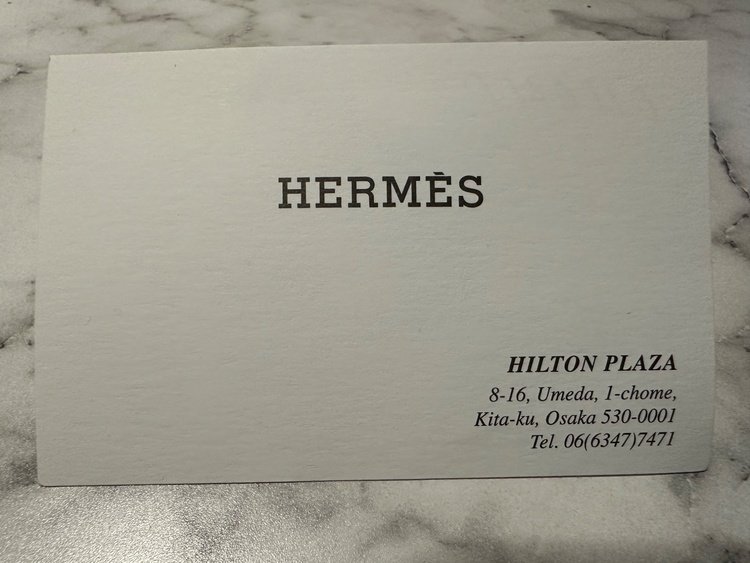 HERMÈS
HILTON PLAZA
8-16, Umeda, 1-chome,
Kita-ku, Osaka 530-0001
Tel. 06(6347)7471